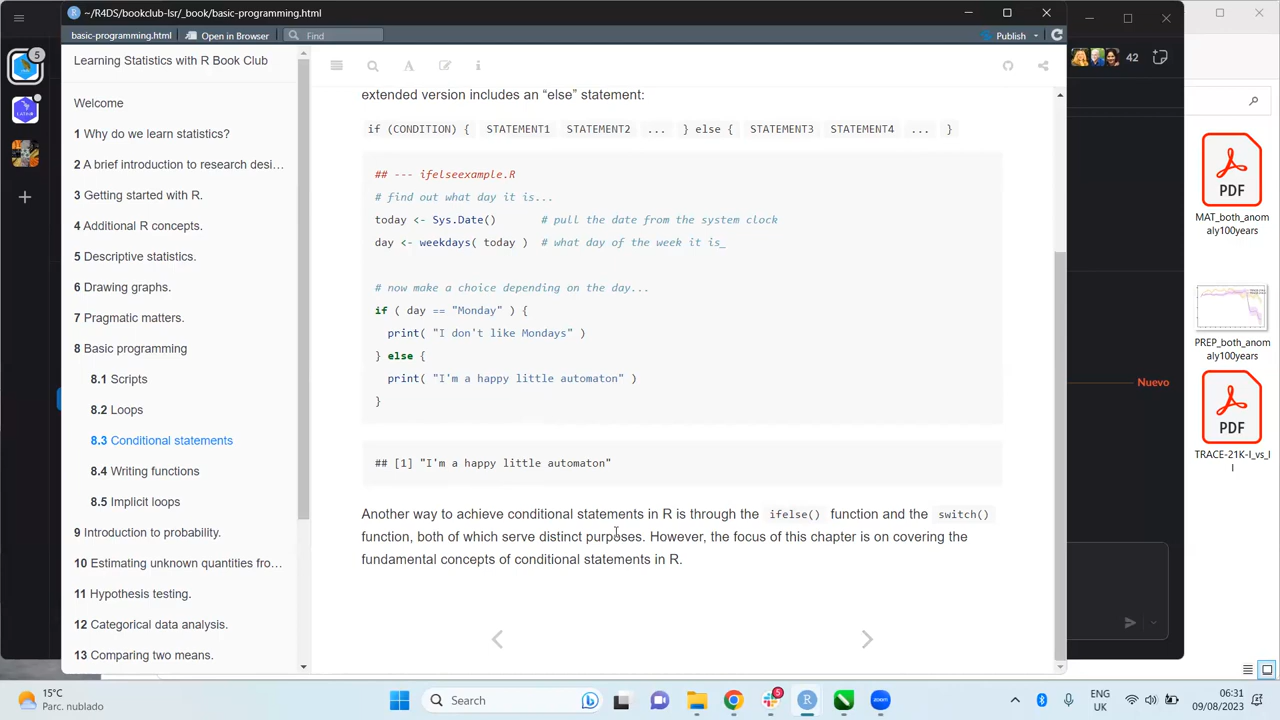 ~/R4DS/bookclub-lsr/_book/basic-programming.html
basic-programming.html
Open in Browser
Find
Publish
Learning Statistics with R Book Club
Welcome
1 Why do we learn statistics?
2 A brief introduction to research desi...
3 Getting started with R.
4 Additional R concepts.
5 Descriptive statistics.
6 Drawing graphs.
7 Pragmatic matters.
8 Basic programming
8.1 Scripts
8.2 Loops
8.3 Conditional statements
8.4 Writing functions
8.5 Implicit loops
9 Introduction to probability.
10 Estimating unknown quantities fro...
11 Hypothesis testing.
12 Categorical data analysis.
13 Comparing two means.
extended version includes an “else” statement:
if (CONDITION) { STATEMENT1 STATEMENT2 ... } else { STATEMENT3 STATEMENT4 ... }
## --- ifelseexample.R
# find out what day it is...
today <- Sys.Date() # pull the date from the system clock
day <- weekdays( today ) # what day of the week it is_
# now make a choice depending on the day...
if ( day == "Monday" ) {
print( "I don't like Mondays" )
} else {
print( "I'm a happy little automaton" )
}
## [1] "I'm a happy little automaton"
Another way to achieve conditional statements in R is through the ifelse() function and the switch()
function, both of which serve distinct purposes. However, the focus of this chapter is on covering the
fundamental concepts of conditional statements in R.
5
42
Nuevo
PDF
MAT_both_anom
aly100years
PREP_both_anom
aly100years
PDF
TRACE-21K-I_vs_I
I
15°C
Parc. nublado
Search
5
ENG
UK
06:31
09/08/2023